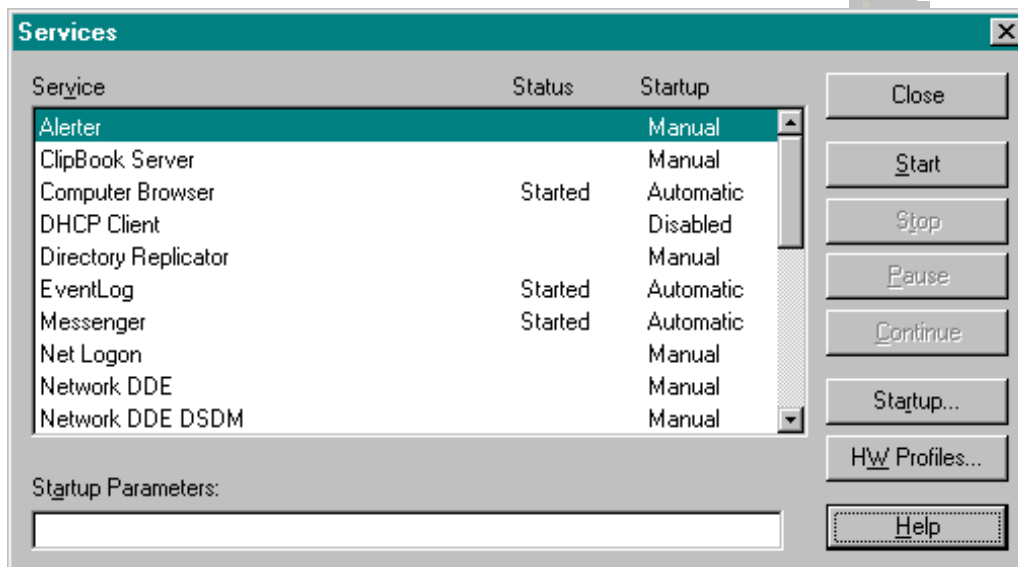 Services
Service Status Startup
Alerter Manual
ClipBook Server Manual
Computer Browser Started Automatic
DHCP Client Disabled
Directory Replicator Manual
EventLog Started Automatic
Messenger Started Automatic
Net Logon Manual
Network DDE Manual
Network DDE DSDM Manual
Startup Parameters:
Close
Start
Stop
Pause
Continue
Startup...
HW Profiles...
Help